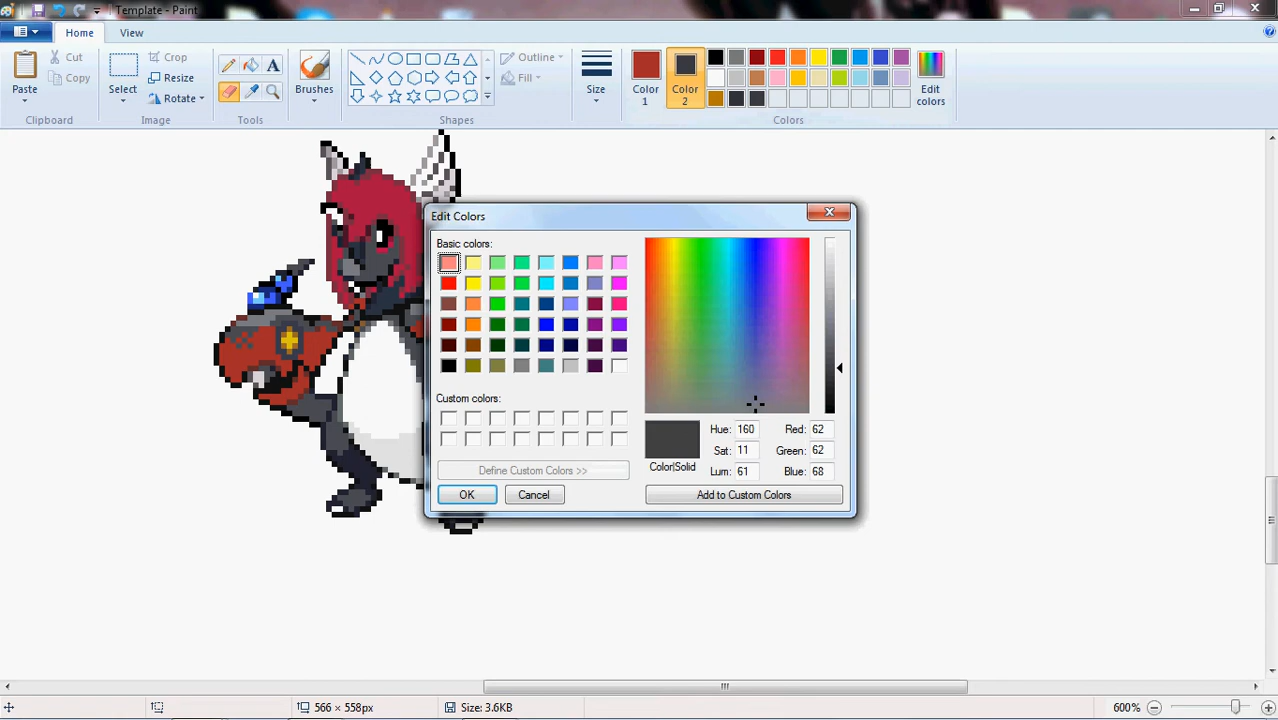 Template - Paint
Home
View
Paste
Cut
Copy
Clipboard
Select
Crop
Resize
Rotate
Image
A
Tools
Brushes
Outline
Fill
Shapes
Size
Color 1
Color 2
Edit colors
Colors
Edit Colors
Basic colors:
Custom colors:
Define Custom Colors >>
OK
Cancel
Color|Solid
Hue: 160
Sat: 11
Lum: 61
Red: 62
Green: 62
Blue: 68
Add to Custom Colors
566 × 558px
Size: 3.6KB
600%